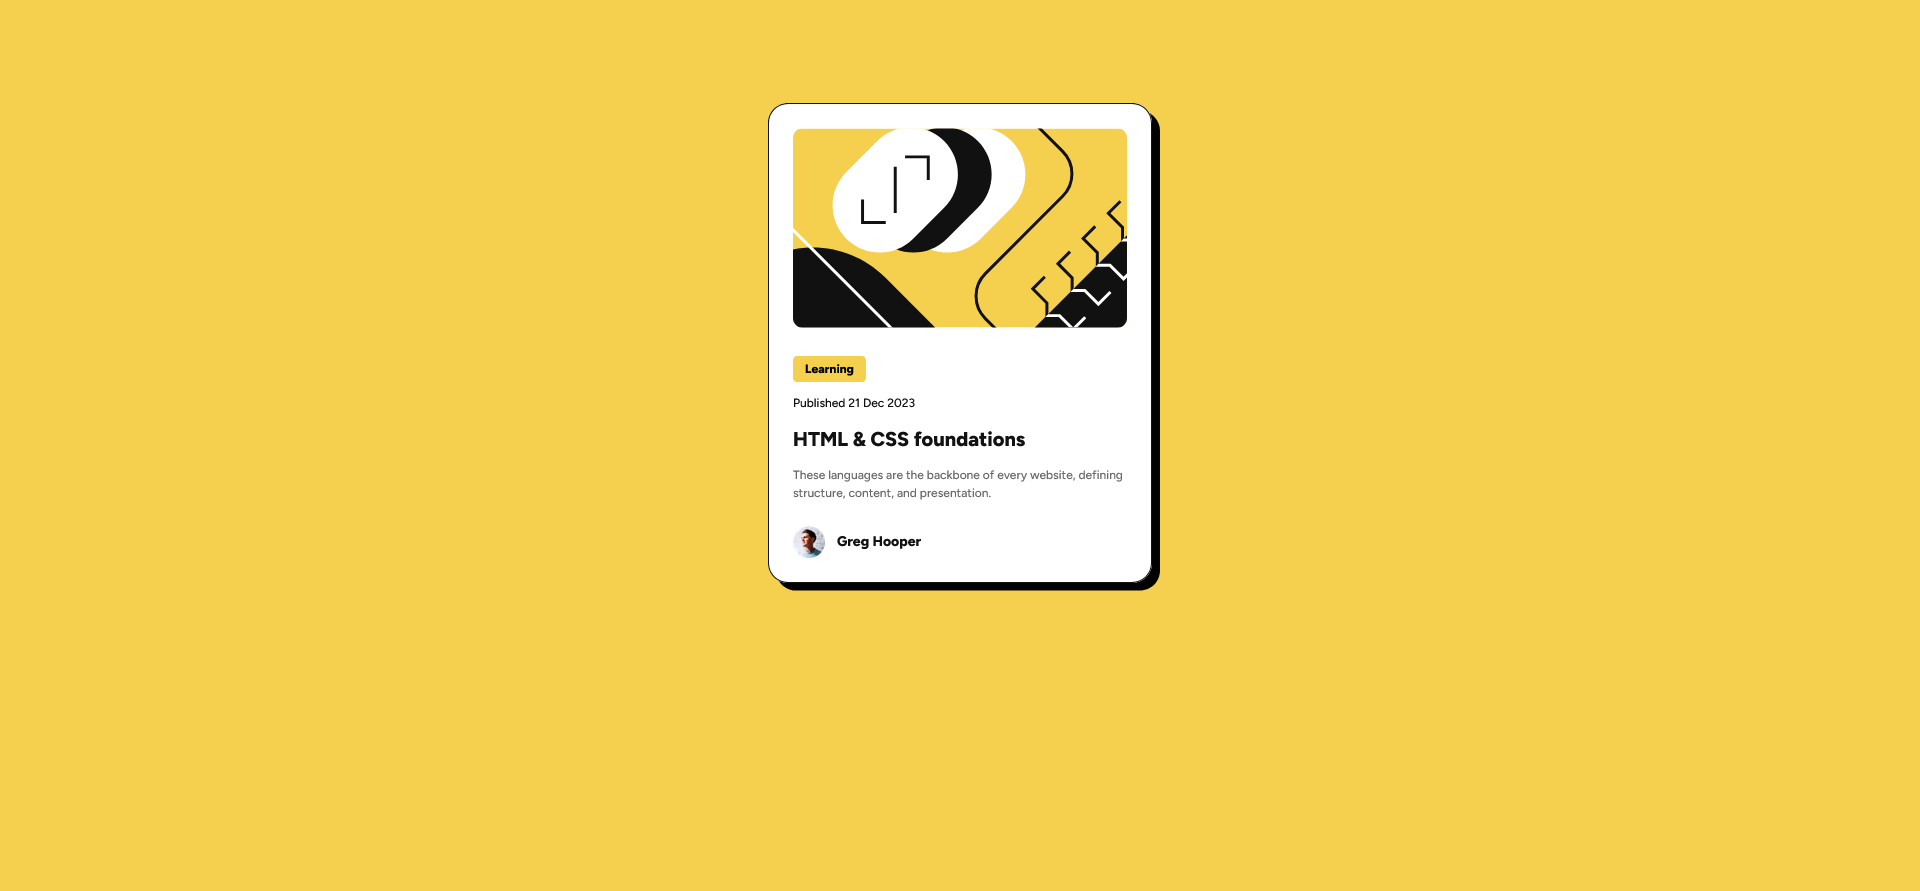 Learning
Published 21 Dec 2023
HTML & CSS foundations
These languages are the backbone of every website, defining
structure, content, and presentation.
Greg Hooper